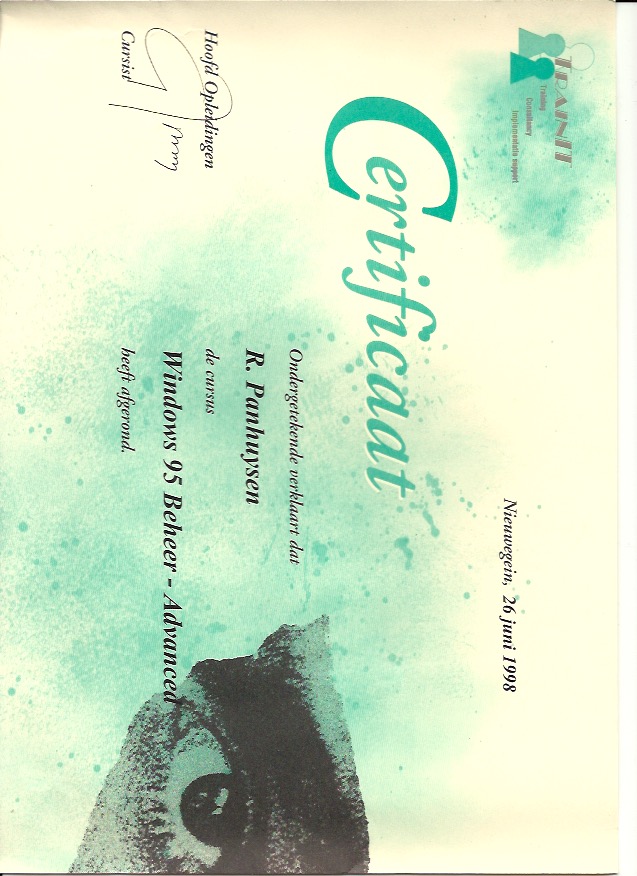 TRAINIT
Training
Consultancy
Implementatie support
Nieuwegein, 26 juni 1998
Certificaat
Ondergetekende verklaart dat
R. Panhuysen
de cursus
Windows 95 Beheer - Advanced
heeft afgerond.
Hoofd Opleidingen
Cursist